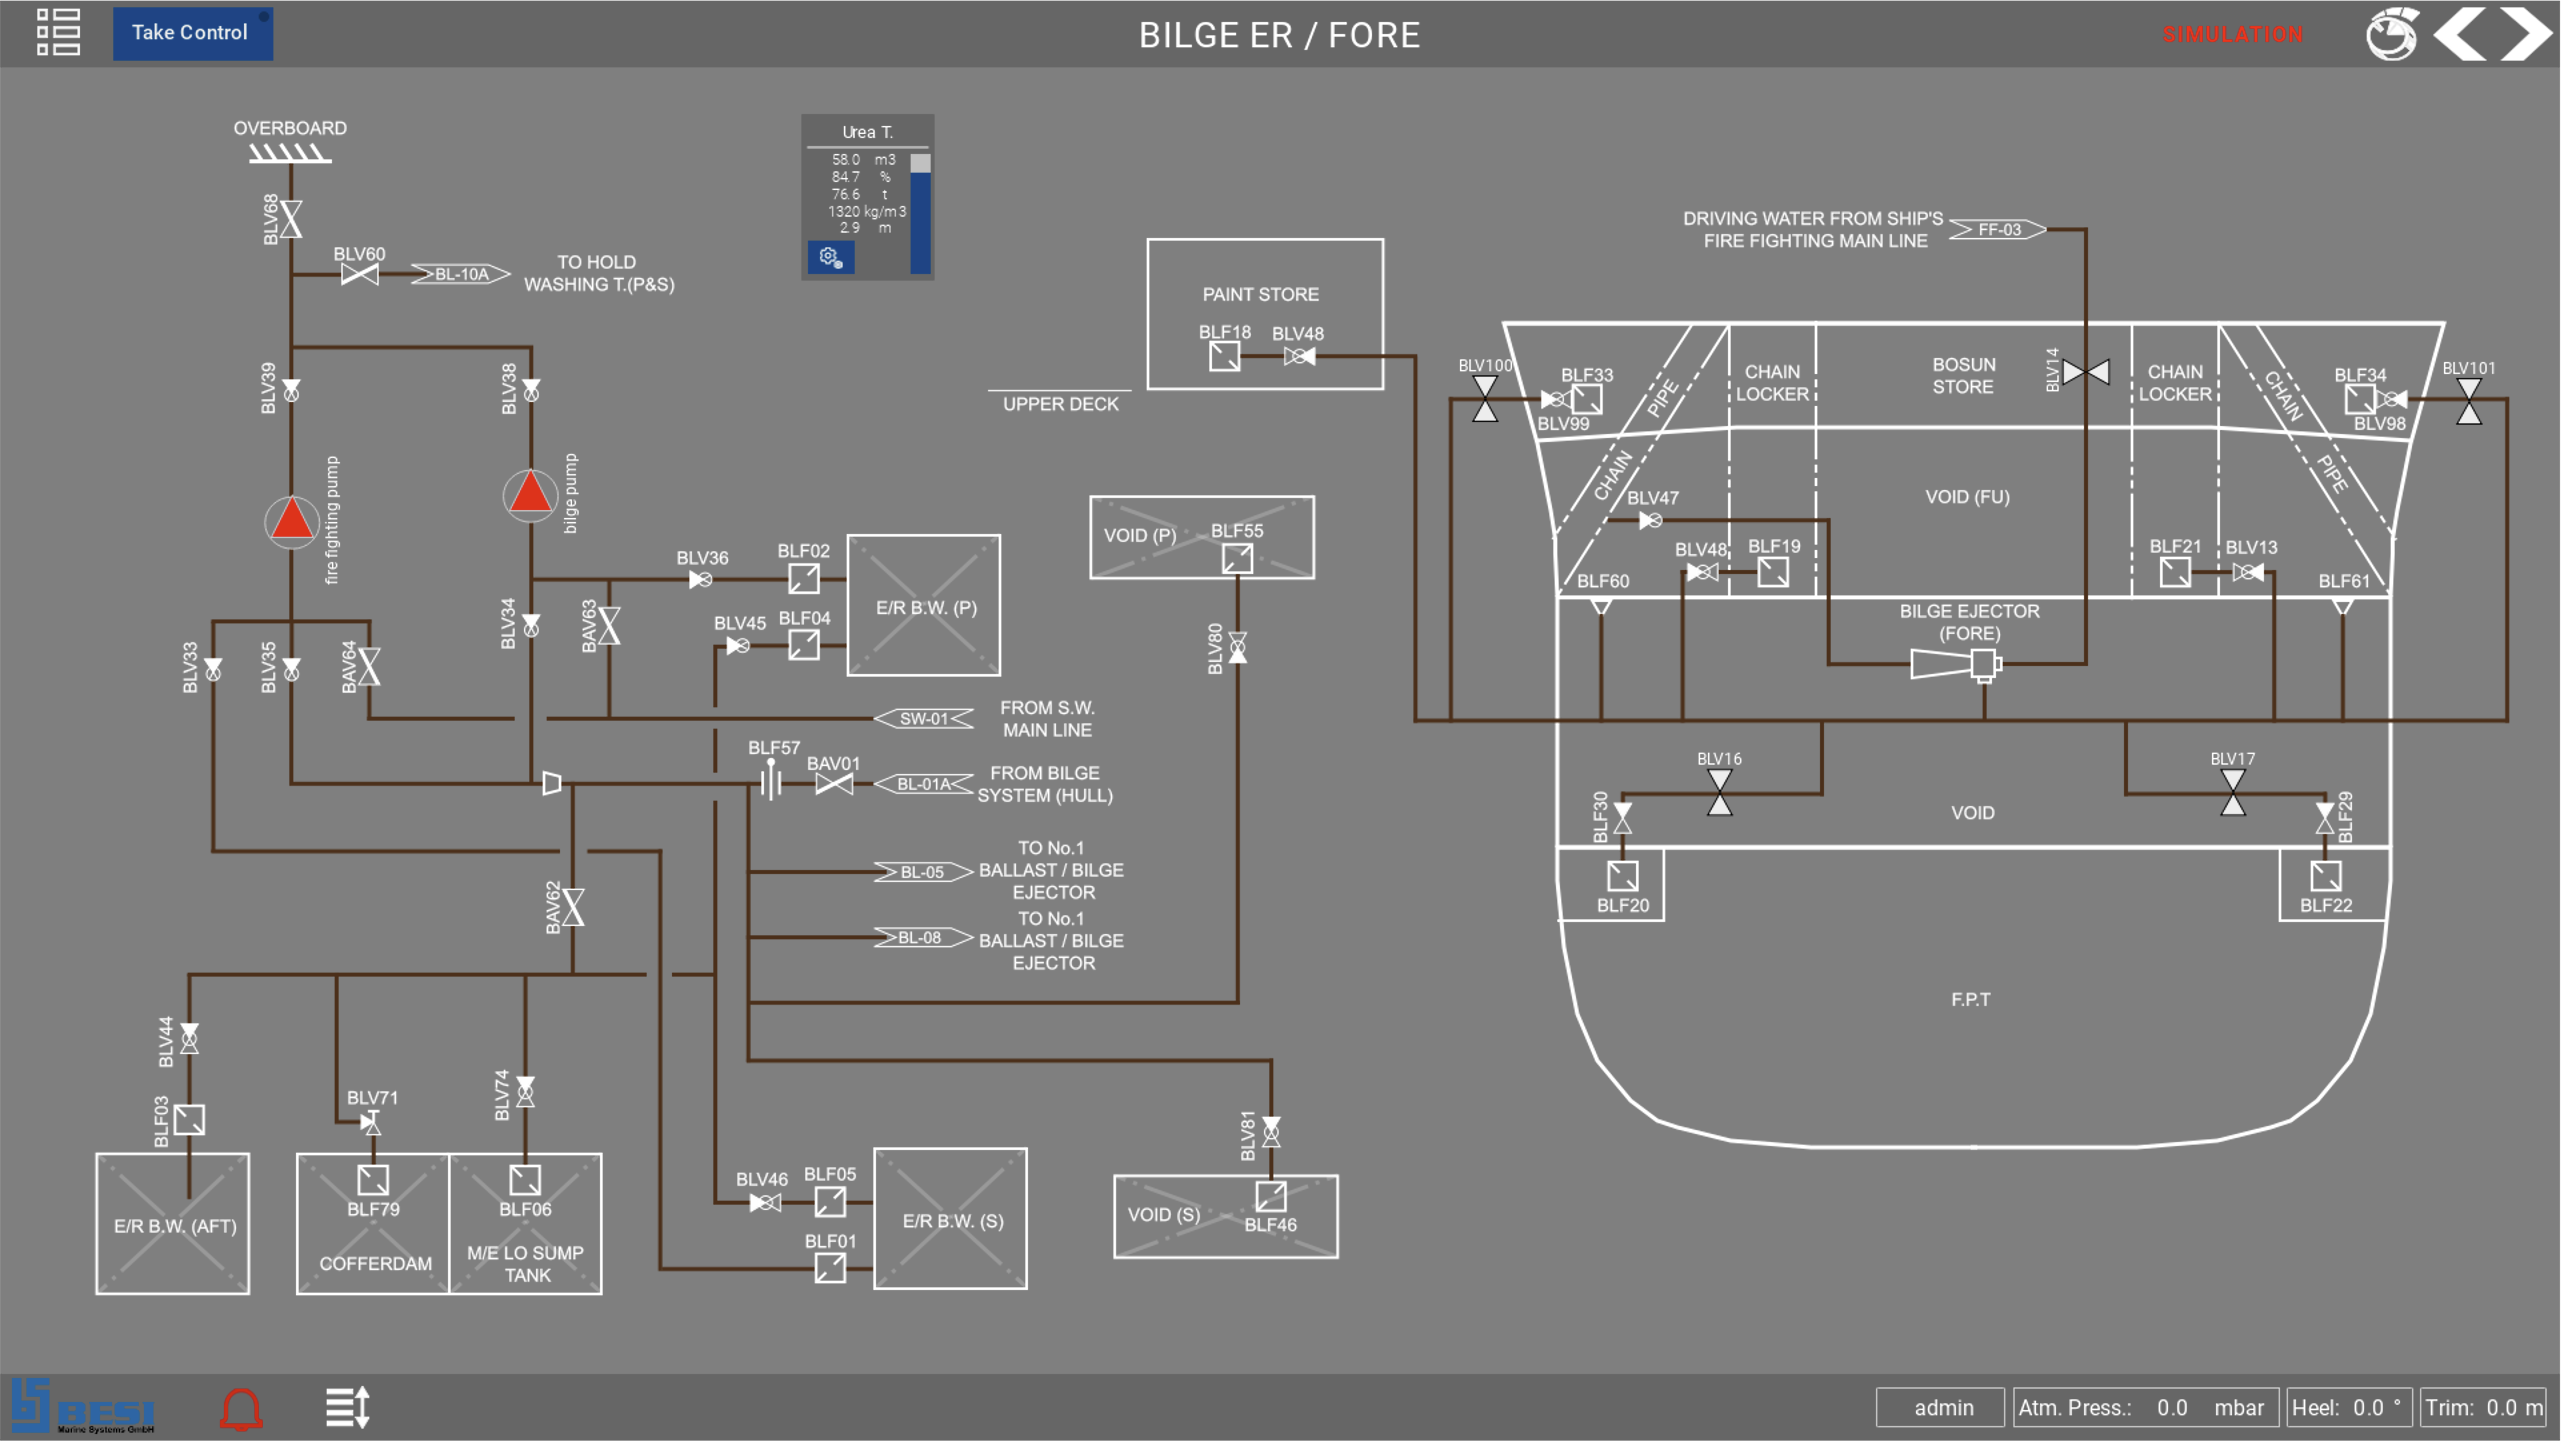 Take Control
BILGE ER / FORE
SIMULATION
OVERBOARD
BLV68
BLV60
BL-10A
TO HOLD
WASHING T.(P&S)
Urea T.
58.0 m3
84.7 %
76.6 t
1320 kg/m3
2.9 m
BLV39
BLV38
fire fighting pump
bilge pump
BLV33
BLV35
BAV64
BLV34
BAV63
BLV36
BLF02
BLV45
BLF04
E/R B.W. (P)
SW-01
FROM S.W.
MAIN LINE
BLF57
BAV01
BL-01A
FROM BILGE
SYSTEM (HULL)
BL-05
TO No.1
BALLAST / BILGE
EJECTOR
BL-08
TO No.1
BALLAST / BILGE
EJECTOR
BAV62
BLV44
BLF03
E/R B.W. (AFT)
BLV71
BLF79
COFFERDAM
BLV74
BLF06
M/E LO SUMP
TANK
BLV46
BLF05
BLF01
E/R B.W. (S)
UPPER DECK
PAINT STORE
BLF18
BLV48
VOID (P)
BLF55
BLV80
BLV81
VOID (S)
BLF46
DRIVING WATER FROM SHIP'S
FIRE FIGHTING MAIN LINE
FF-03
BLV100
BLF33
BLV99
CHAIN
PIPE
CHAIN
LOCKER
BOSUN
STORE
BLV14
CHAIN
LOCKER
CHAIN
PIPE
BLF34
BLV98
BLV101
BLV47
VOID (FU)
BLV48
BLF19
BLF21
BLV13
BLF60
BLF61
BILGE EJECTOR
(FORE)
BLV16
BLV17
BLF30
BLF29
VOID
BLF20
BLF22
F.P.T
BESI
Marine Systems GmbH
admin
Atm. Press.: 0.0 mbar
Heel: 0.0 °
Trim: 0.0 m